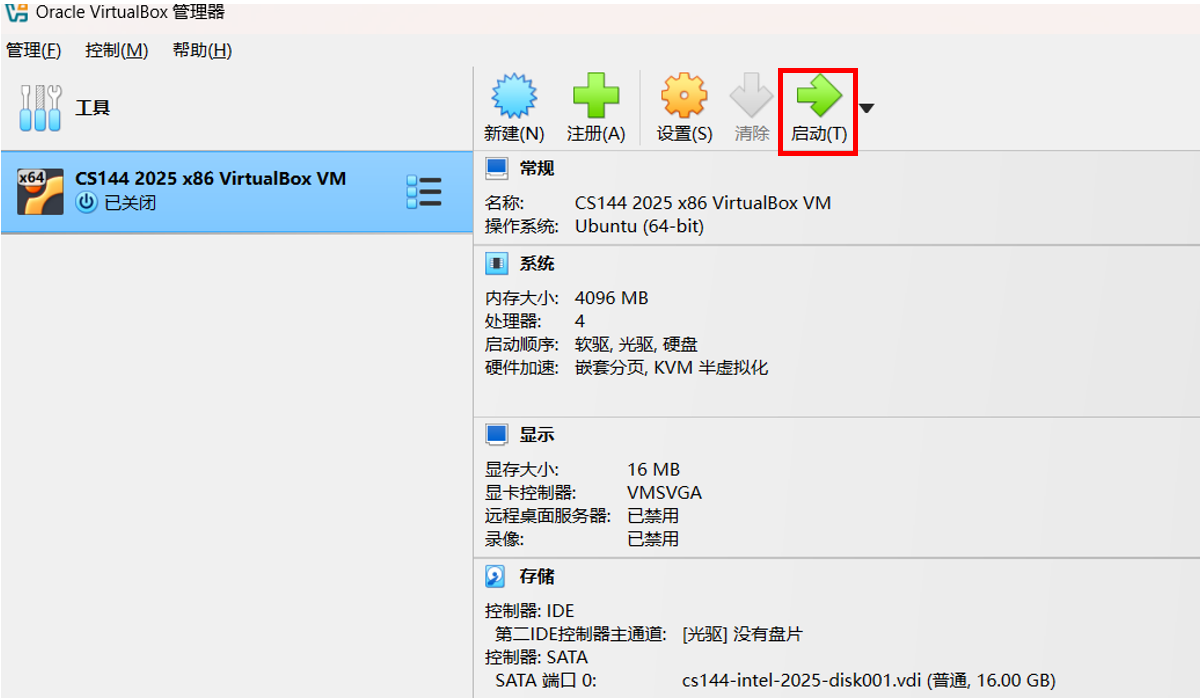 Oracle VirtualBox 管理器
管理(F) 控制(M) 帮助(H)
工具
新建(N) 注册(A) 设置(S) 清除 启动(T)
x64
CS144 2025 x86 VirtualBox VM
已关闭
常规
名称: CS144 2025 x86 VirtualBox VM
操作系统: Ubuntu (64-bit)
系统
内存大小: 4096 MB
处理器: 4
启动顺序: 软驱, 光驱, 硬盘
硬件加速: 嵌套分页, KVM 半虚拟化
显示
显存大小: 16 MB
显卡控制器: VMSVGA
远程桌面服务器: 已禁用
录像: 已禁用
存储
控制器: IDE
第二IDE控制器主通道: [光驱] 没有盘片
控制器: SATA
SATA 端口 0: cs144-intel-2025-disk001.vdi (普通, 16.00 GB)